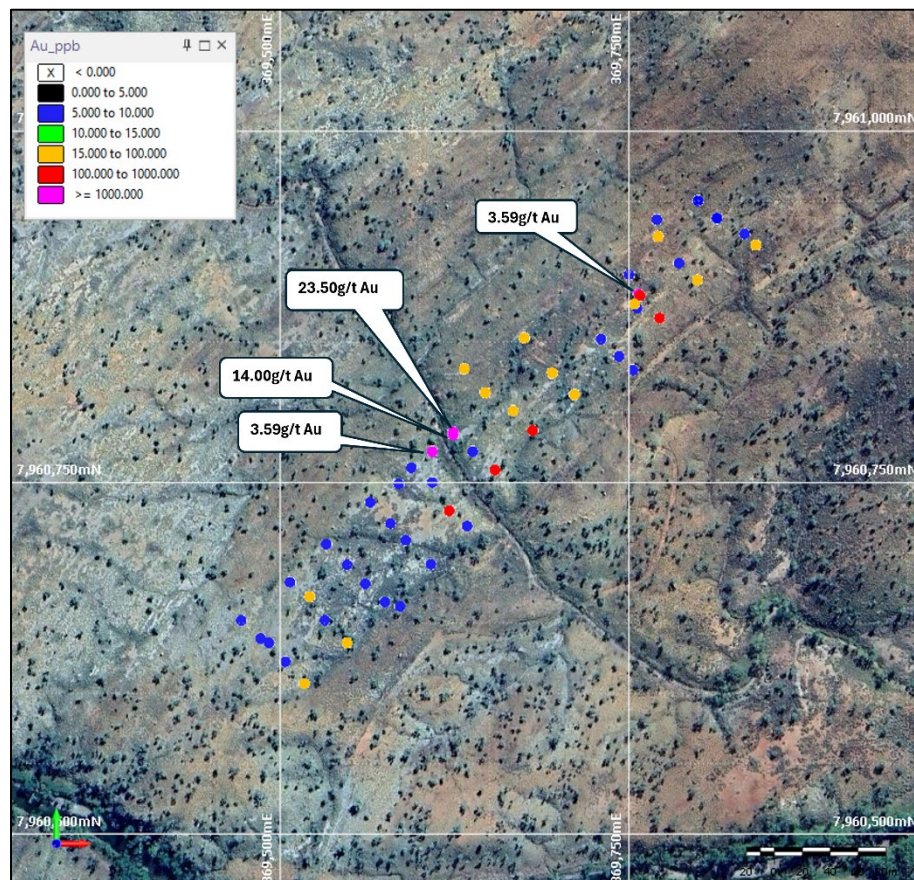 Au_ppb
X < 0.000
0.000 to 5.000
5.000 to 10.000
10.000 to 15.000
15.000 to 100.000
100.000 to 1000.000
>= 1000.000
369,500mE
369,750mE
7,961,000mN
3.59g/t Au
23.50g/t Au
14.00g/t Au
3.59g/t Au
7,960,750mN
7,960,750mN
7,960,500mN
7,960,500mN
369,500mE
369,750mE